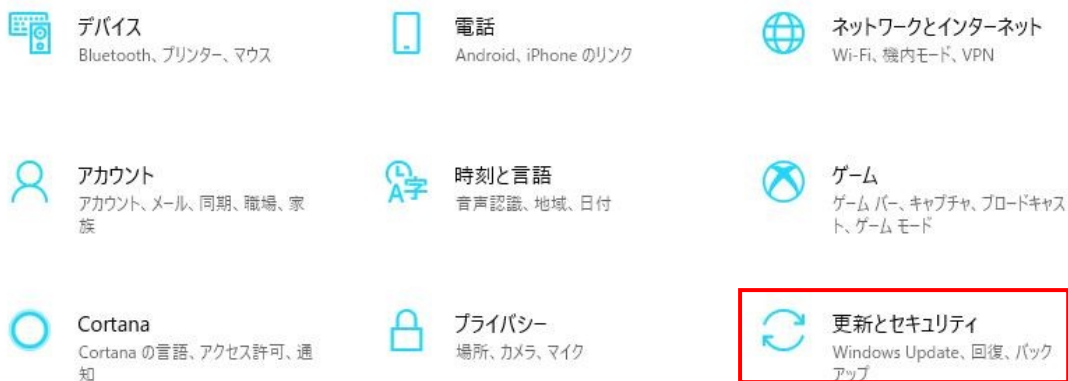 デバイス
Bluetooth、プリンター、マウス
電話
Android、iPhone のリンク
ネットワークとインターネット
Wi-Fi、機内モード、VPN
アカウント
アカウント、メール、同期、職場、家
族
時刻と言語
音声認識、地域、日付
ゲーム
ゲーム バー、キャプチャ、ブロードキャス
ト、ゲーム モード
Cortana
Cortana の言語、アクセス許可、通
知
プライバシー
場所、カメラ、マイク
更新とセキュリティ
Windows Update、回復、バック
アップ